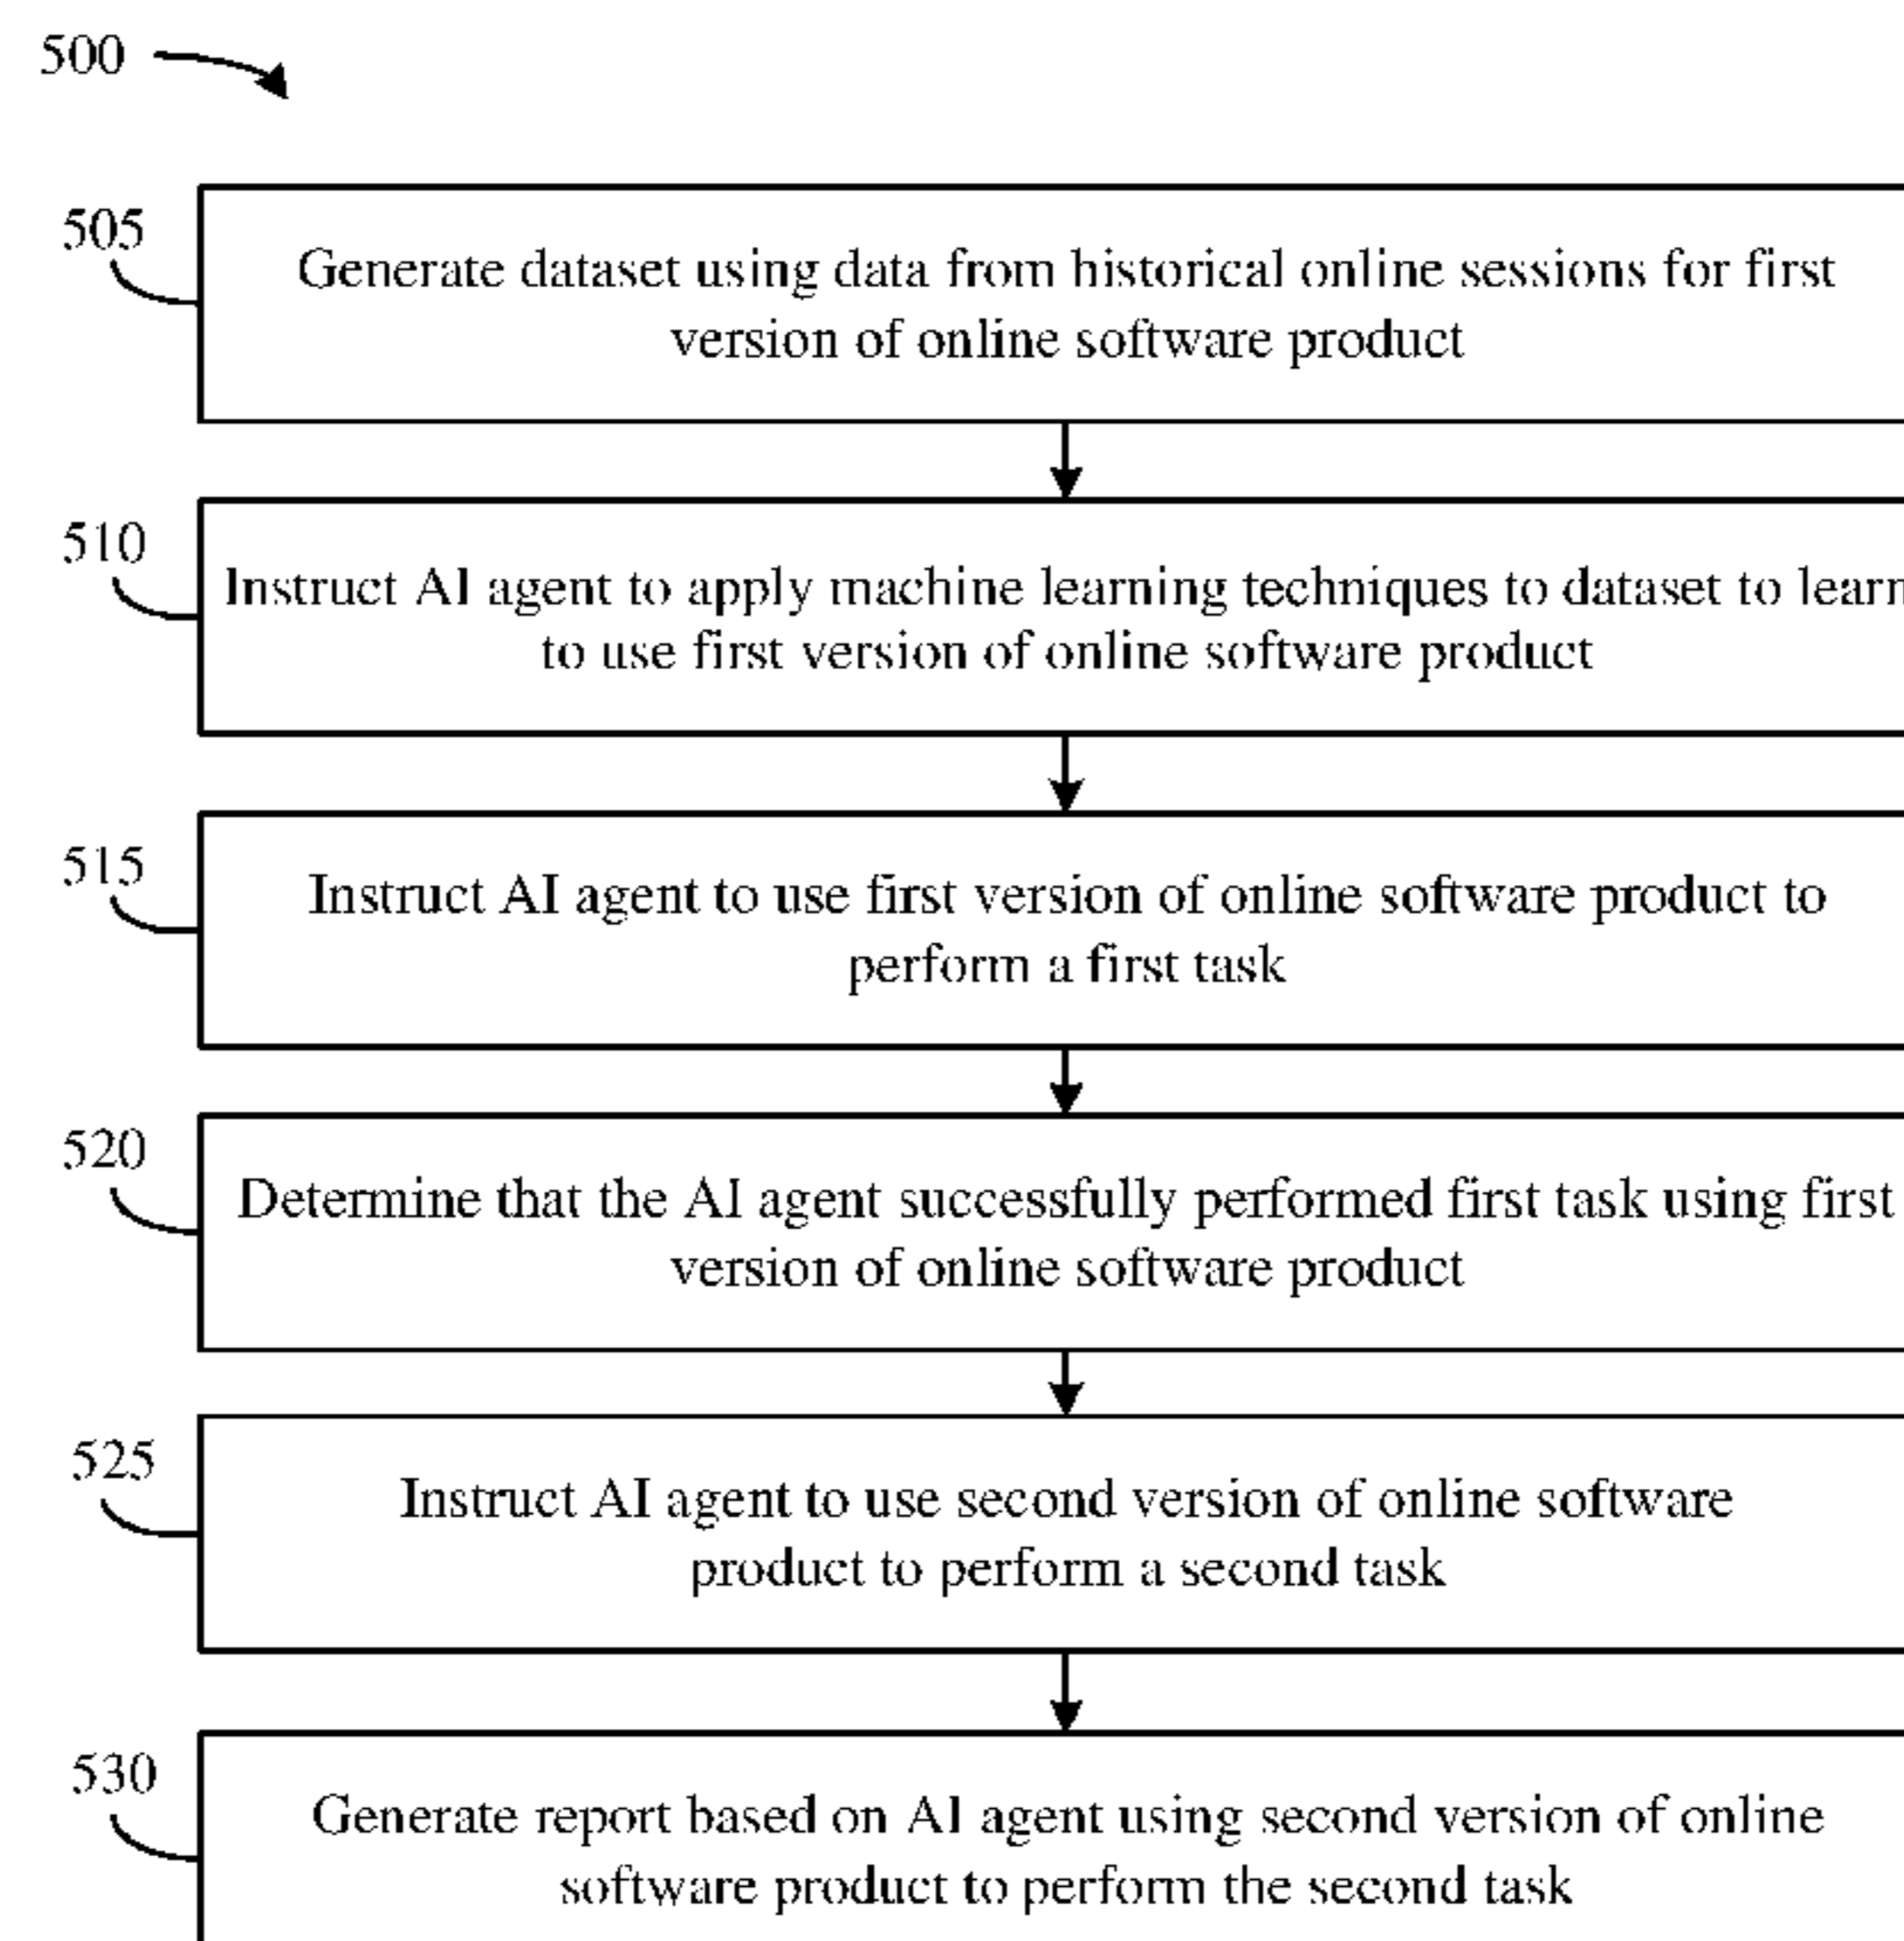 500
505
Generate dataset using data from historical online sessions for first
version of online software product
510
Instruct AI agent to apply machine learning techniques to dataset to learn
to use first version of online software product
515
Instruct AI agent to use first version of online software product to
perform a first task
520
Determine that the AI agent successfully performed first task using first
version of online software product
525
Instruct AI agent to use second version of online software
product to perform a second task
530
Generate report based on AI agent using second version of online
software product to perform the second task